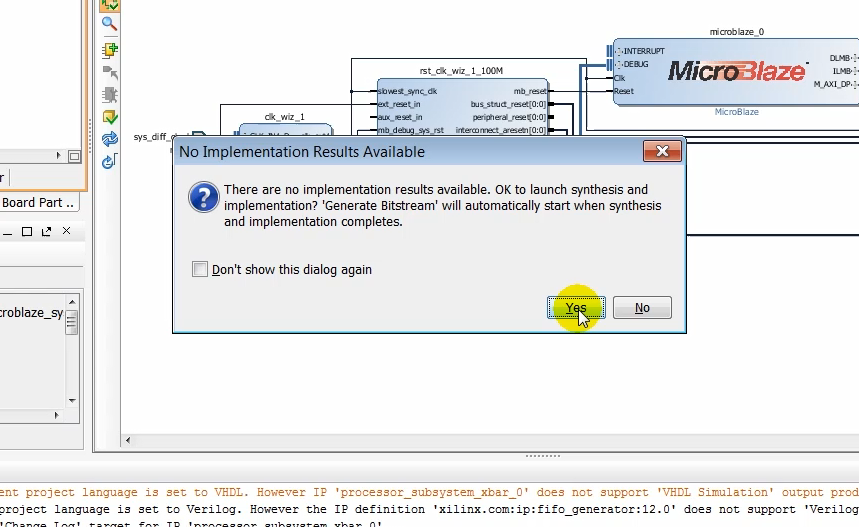 microblaze_0
INTERRUPT
DEBUG
Clk
Reset
MicroBlaze
DLMB
ILMB
M_AXI_DP
MicroBlaze
rst_clk_wiz_1_100M
slowest_sync_clk
ext_reset_in
aux_reset_in
mb_debug_sys_rst
mb_reset
bus_struct_reset[0:0]
peripheral_reset[0:0]
interconnect_aresetn[0:0]
clk_wiz_1
r
Board Part ..
croblaze_sy
No Implementation Results Available
There are no implementation results available. OK to launch synthesis and
implementation? 'Generate Bitstream' will automatically start when synthesis
and implementation completes.
Don't show this dialog again
Yes
No
ent project language is set to VHDL. However IP 'processor_subsystem_xbar_0' does not support 'VHDL Simulation' output prod
project language is set to Verilog. However the IP definition 'xilinx.com:ip:fifo_generator:12.0' does not support 'Verilog
'Change Log' target for IP 'processor_subsystem_xbar_0'